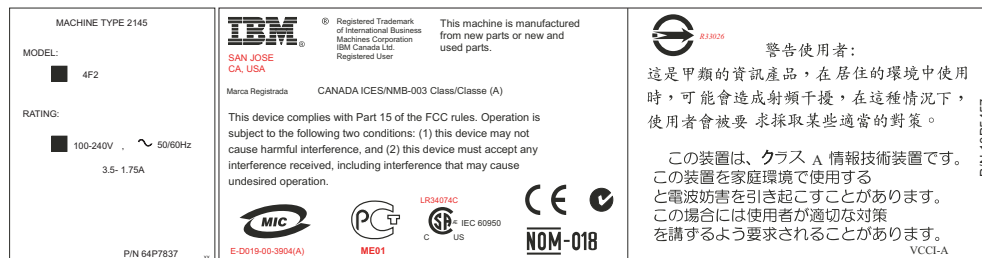 MACHINE TYPE 2145
MODEL:
4F2
RATING:
100-240V , 50/60Hz
3.5- 1.75A
P/N 64P7837
IBM®
SAN JOSE
CA, USA
® Registered Trademark
of International Business
Machines Corporation
IBM Canada Ltd.
Registered User
This machine is manufactured
from new parts or new and
used parts.
Marca Registrada CANADA ICES/NMB-003 Class/Classe (A)
This device complies with Part 15 of the FCC rules. Operation is
subject to the following two conditions: (1) this device may not
cause harmful interference, and (2) this device must accept any
interference received, including interference that may cause
undesired operation.
MIC
E-D019-00-3904(A)
PCT
ME01
LR34074C
SA IEC 60950
C US
CE
NOM-018
R33026
警告使用者:
這是甲類的資訊產品，在居住的環境中使用
時，可能會造成射頻干擾，在這種情況下，
使用者會被要 求採取某些適當的對策。
この装置は、クラス A 情報技術装置です。
この装置を家庭環境で使用する
と電波妨害を引き起こすことがあります。
この場合には使用者が適切な対策
を講ずるよう要求されることがあります。
VCCI-A